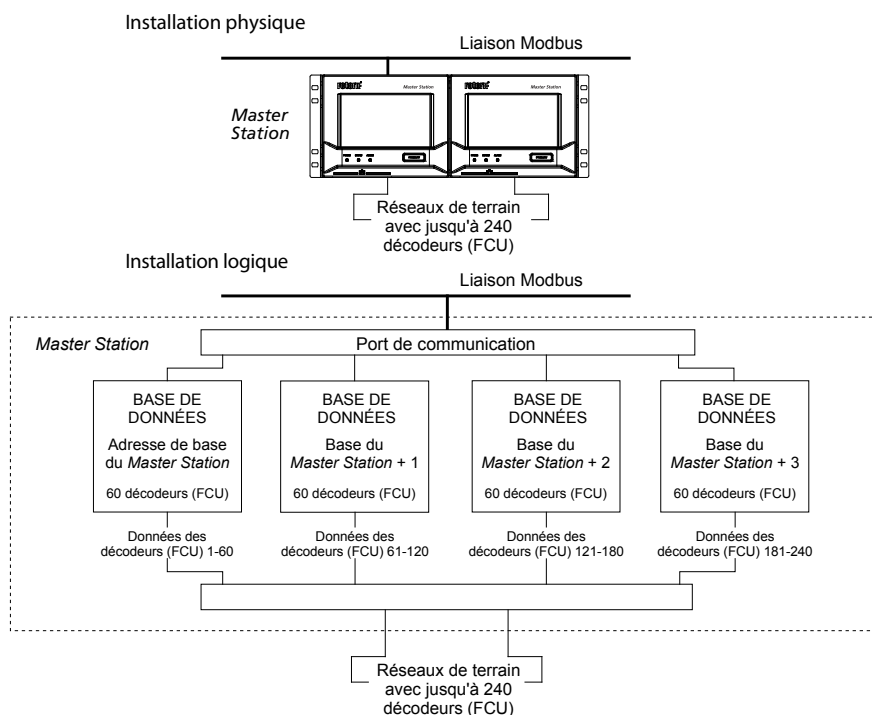 Installation physique
Liaison Modbus
rotork
Master Station
rotork
Master Station
Master
Station
Réseaux de terrain
avec jusqu'à 240
décodeurs (FCU)
Installation logique
Liaison Modbus
Master Station
Port de communication
BASE DE
DONNÉES
Adresse de base
du Master Station
60 décodeurs (FCU)
BASE DE
DONNÉES
Base du
Master Station + 1
60 décodeurs (FCU)
BASE DE
DONNÉES
Base du
Master Station + 2
60 décodeurs (FCU)
BASE DE
DONNÉES
Base du
Master Station + 3
60 décodeurs (FCU)
Données des
décodeurs (FCU) 1-60
Données des
décodeurs (FCU) 61-120
Données des
décodeurs (FCU) 121-180
Données des
décodeurs (FCU) 181-240
Réseaux de terrain
avec jusqu'à 240
décodeurs (FCU)